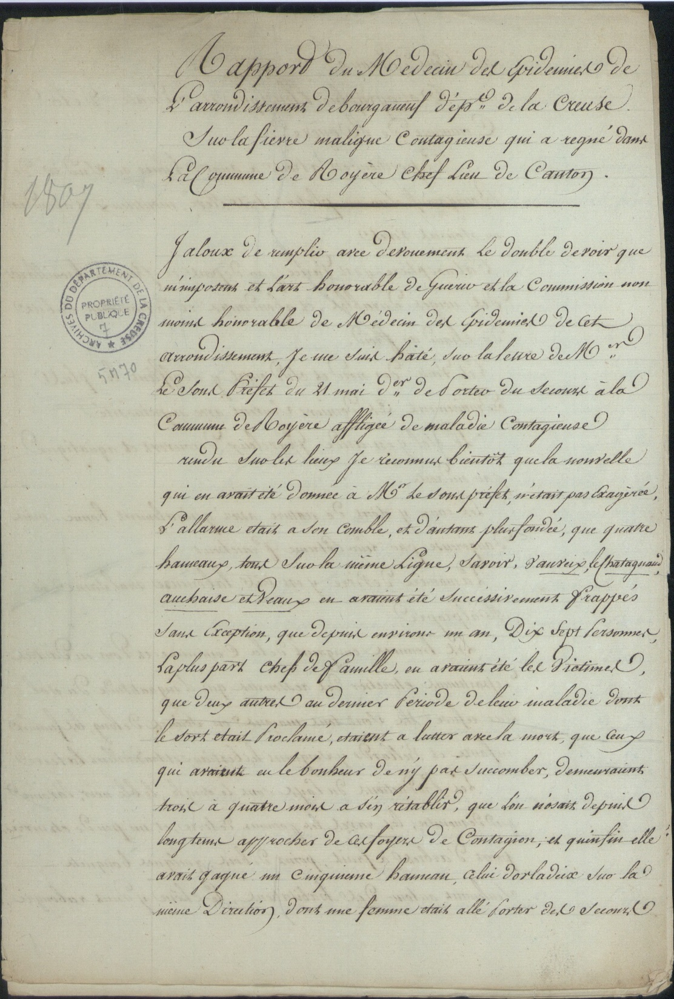 Rapport du Medecin des Epidemies de
L'arrondissement de bourganeuf dép.t de la Creuse.
Sur la fievre maligne Contagieuse qui a regné dans
La Commune de Royère Chef Lieu de Canton.
1807
Jaloux de remplir avec devouement Le double devoir que
m'imposent et L'art honorable de Guerir et la Commission non
moins honorable de Médecin des Epidemies de Cet
arrondissement, Je me suis hâté, sur la lettre de M.er
Le Sous Préfet du 21 mai d.er de Porter du secours à la
Commune de Royère affligée de maladie Contagieuse
rendu sur les lieux Je reconnus bientôt que la nouvelle
qui en avait été donnée à M.r Le sous préfet, n'était pas Exagérée,
L'allarme etait a son Comble, et d'autant plus fondée, que quatre
hameaux, tous sur la même Ligne, savoir, Vauveix, le Chatagnaud,
auchaise et Veaux en avaient été successivement frappés
sans Exception, que depuis environs un an, Dix Sept Personnes,
La plus part chefs de famille, en avaient été les Victimes,
que deux autres au dernier Periode de leur maladie dont
le sort etait Proclamé, etaient a lutter avec la mort, que Ceux
qui avaient eu le bonheur de n'y pas succomber, demeuraient
trois à quatre mois a s'en rétablir, que L'on n'osait depuis
longtems approcher de Ces foyers de Contagion, et qu'enfin elle
avait gagné un Cinquieme hameau, Celui d'orladeix sur la
même Direction, dont une femme etait allé Porter des secours
ARCHIVES DU DÉPARTEMENT DE LA CREUSE
PROPRIÉTÉ
PUBLIQUE
7
5M70